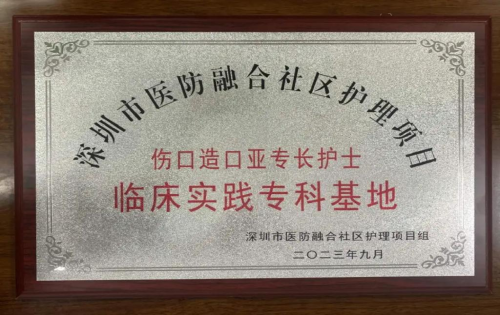 深圳市医防融合社区护理项目
伤口造口亚专长护士
临床实践专科基地
深圳市医防融合社区护理项目组
二〇二三年九月